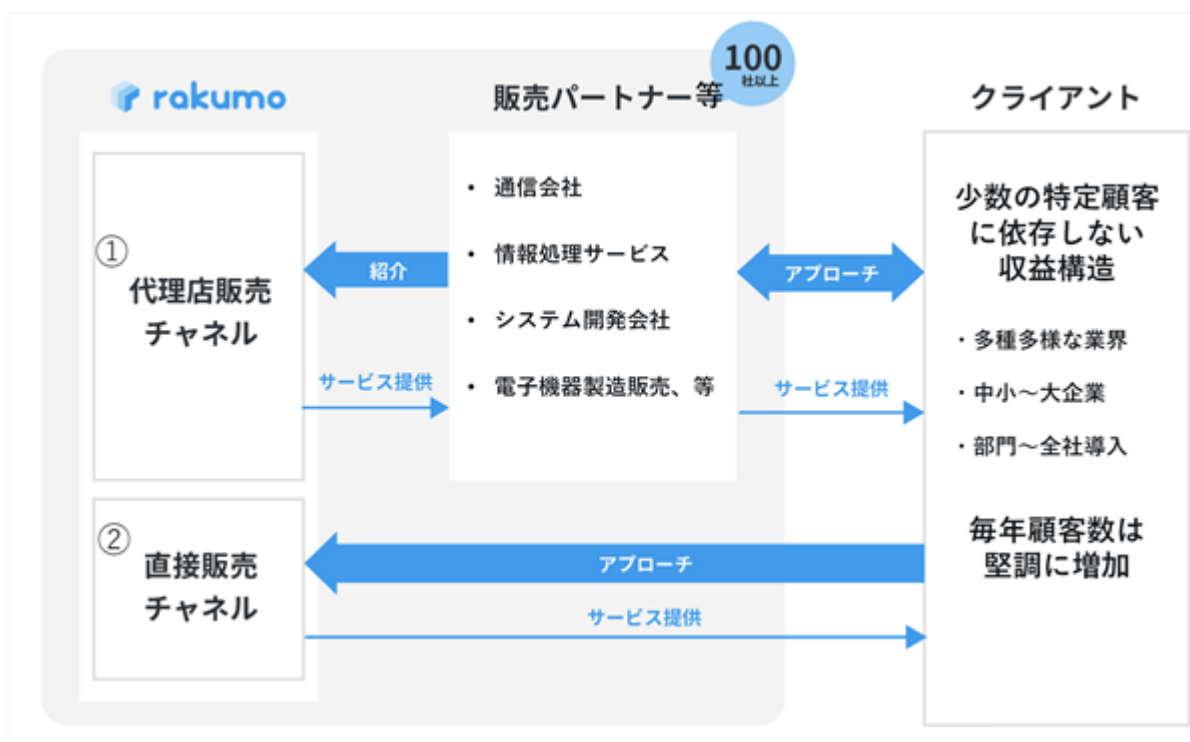 rakumo
販売パートナー等
100
社以上
クライアント
①
代理店販売
チャネル
紹介
サービス提供
・ 通信会社
・ 情報処理サービス
・ システム開発会社
・ 電子機器製造販売、等
アプローチ
サービス提供
少数の特定顧客
に依存しない
収益構造
・多種多様な業界
・中小〜大企業
・部門〜全社導入
毎年顧客数は
堅調に増加
②
直接販売
チャネル
アプローチ
サービス提供